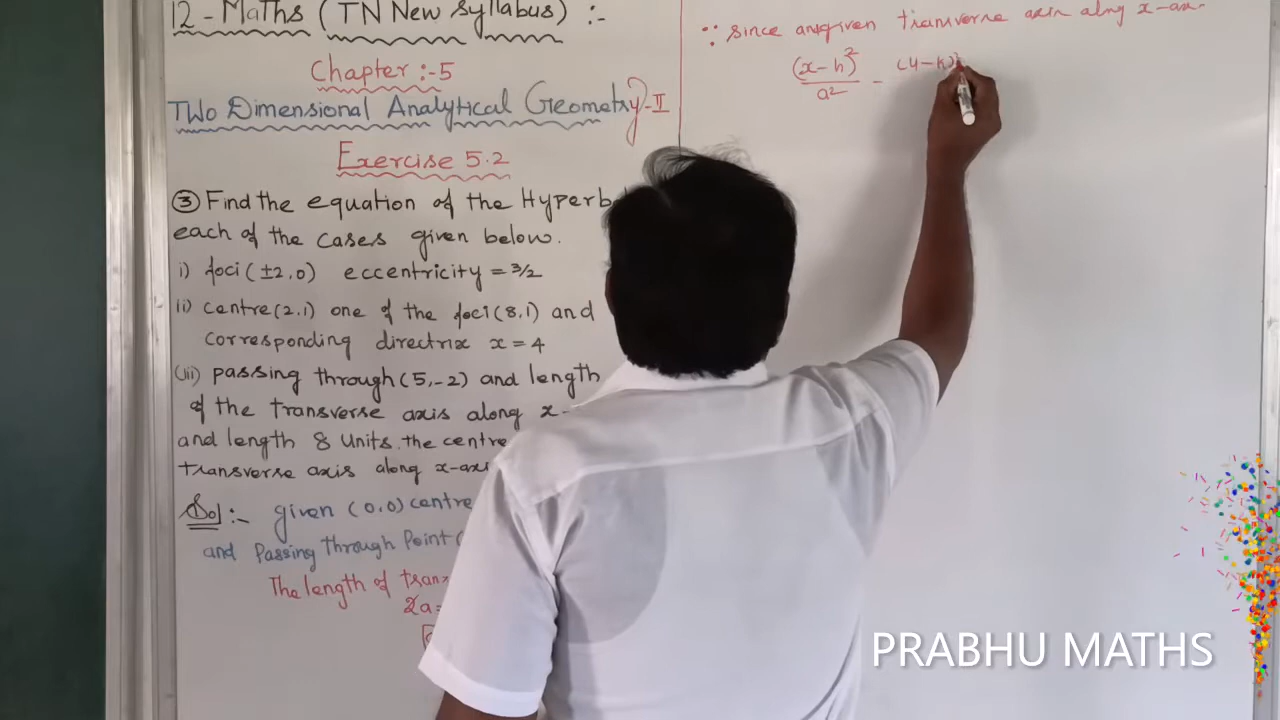 12-Maths (TN New Syllabus) :-
Chapter :-5
Two Dimensional Analytical Geometry-II
Exercise 5.2
③ Find the equation of the Hyperb
each of the cases given below.
i) foci (±2,0) eccentricity = 3/2
ii) centre (2,1) one of the foci (8,1) and
corresponding directrix x = 4
(iii) passing through (5,-2) and length
of the transverse axis along x-
and length 8 units. the centre
transverse axis along x-axi
Sol :- given (0,0) centre
and Passing through Point (
The length of tran
2a=
∵ since given transverse axis along x-ax
(x-h)²/a² - (y-k)²
PRABHU MATHS